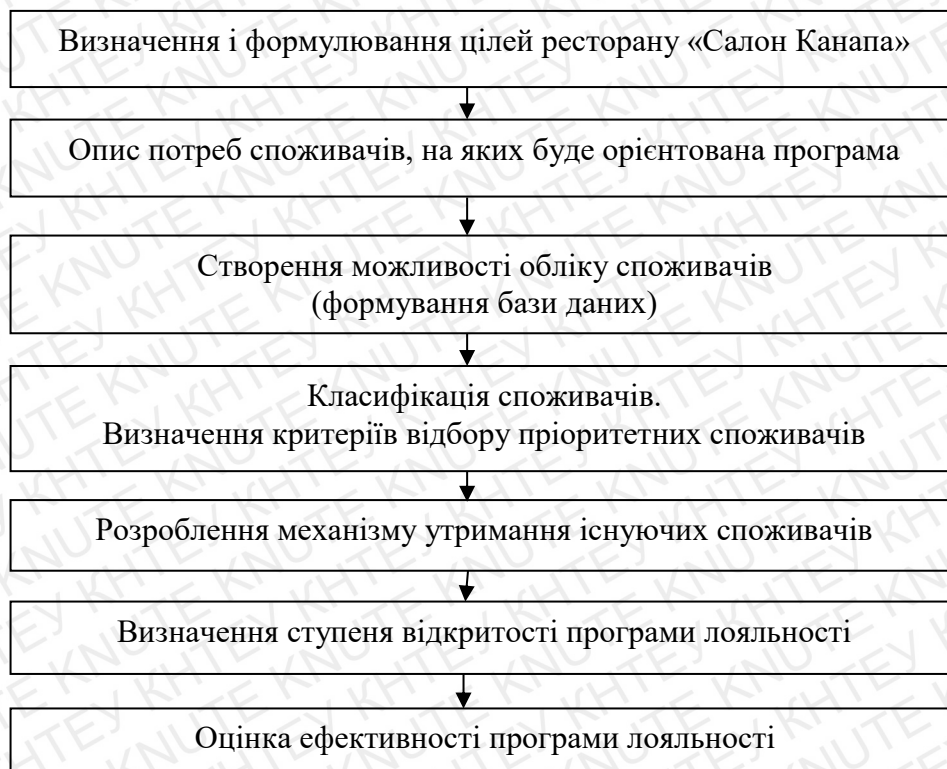 Визначення і формулювання цілей ресторану «Салон Канапа»
Опис потреб споживачів, на яких буде орієнтована програма
Створення можливості обліку споживачів
(формування бази даних)
Класифікація споживачів.
Визначення критеріїв відбору пріоритетних споживачів
Розроблення механізму утримання існуючих споживачів
Визначення ступеня відкритості програми лояльності
Оцінка ефективності програми лояльності